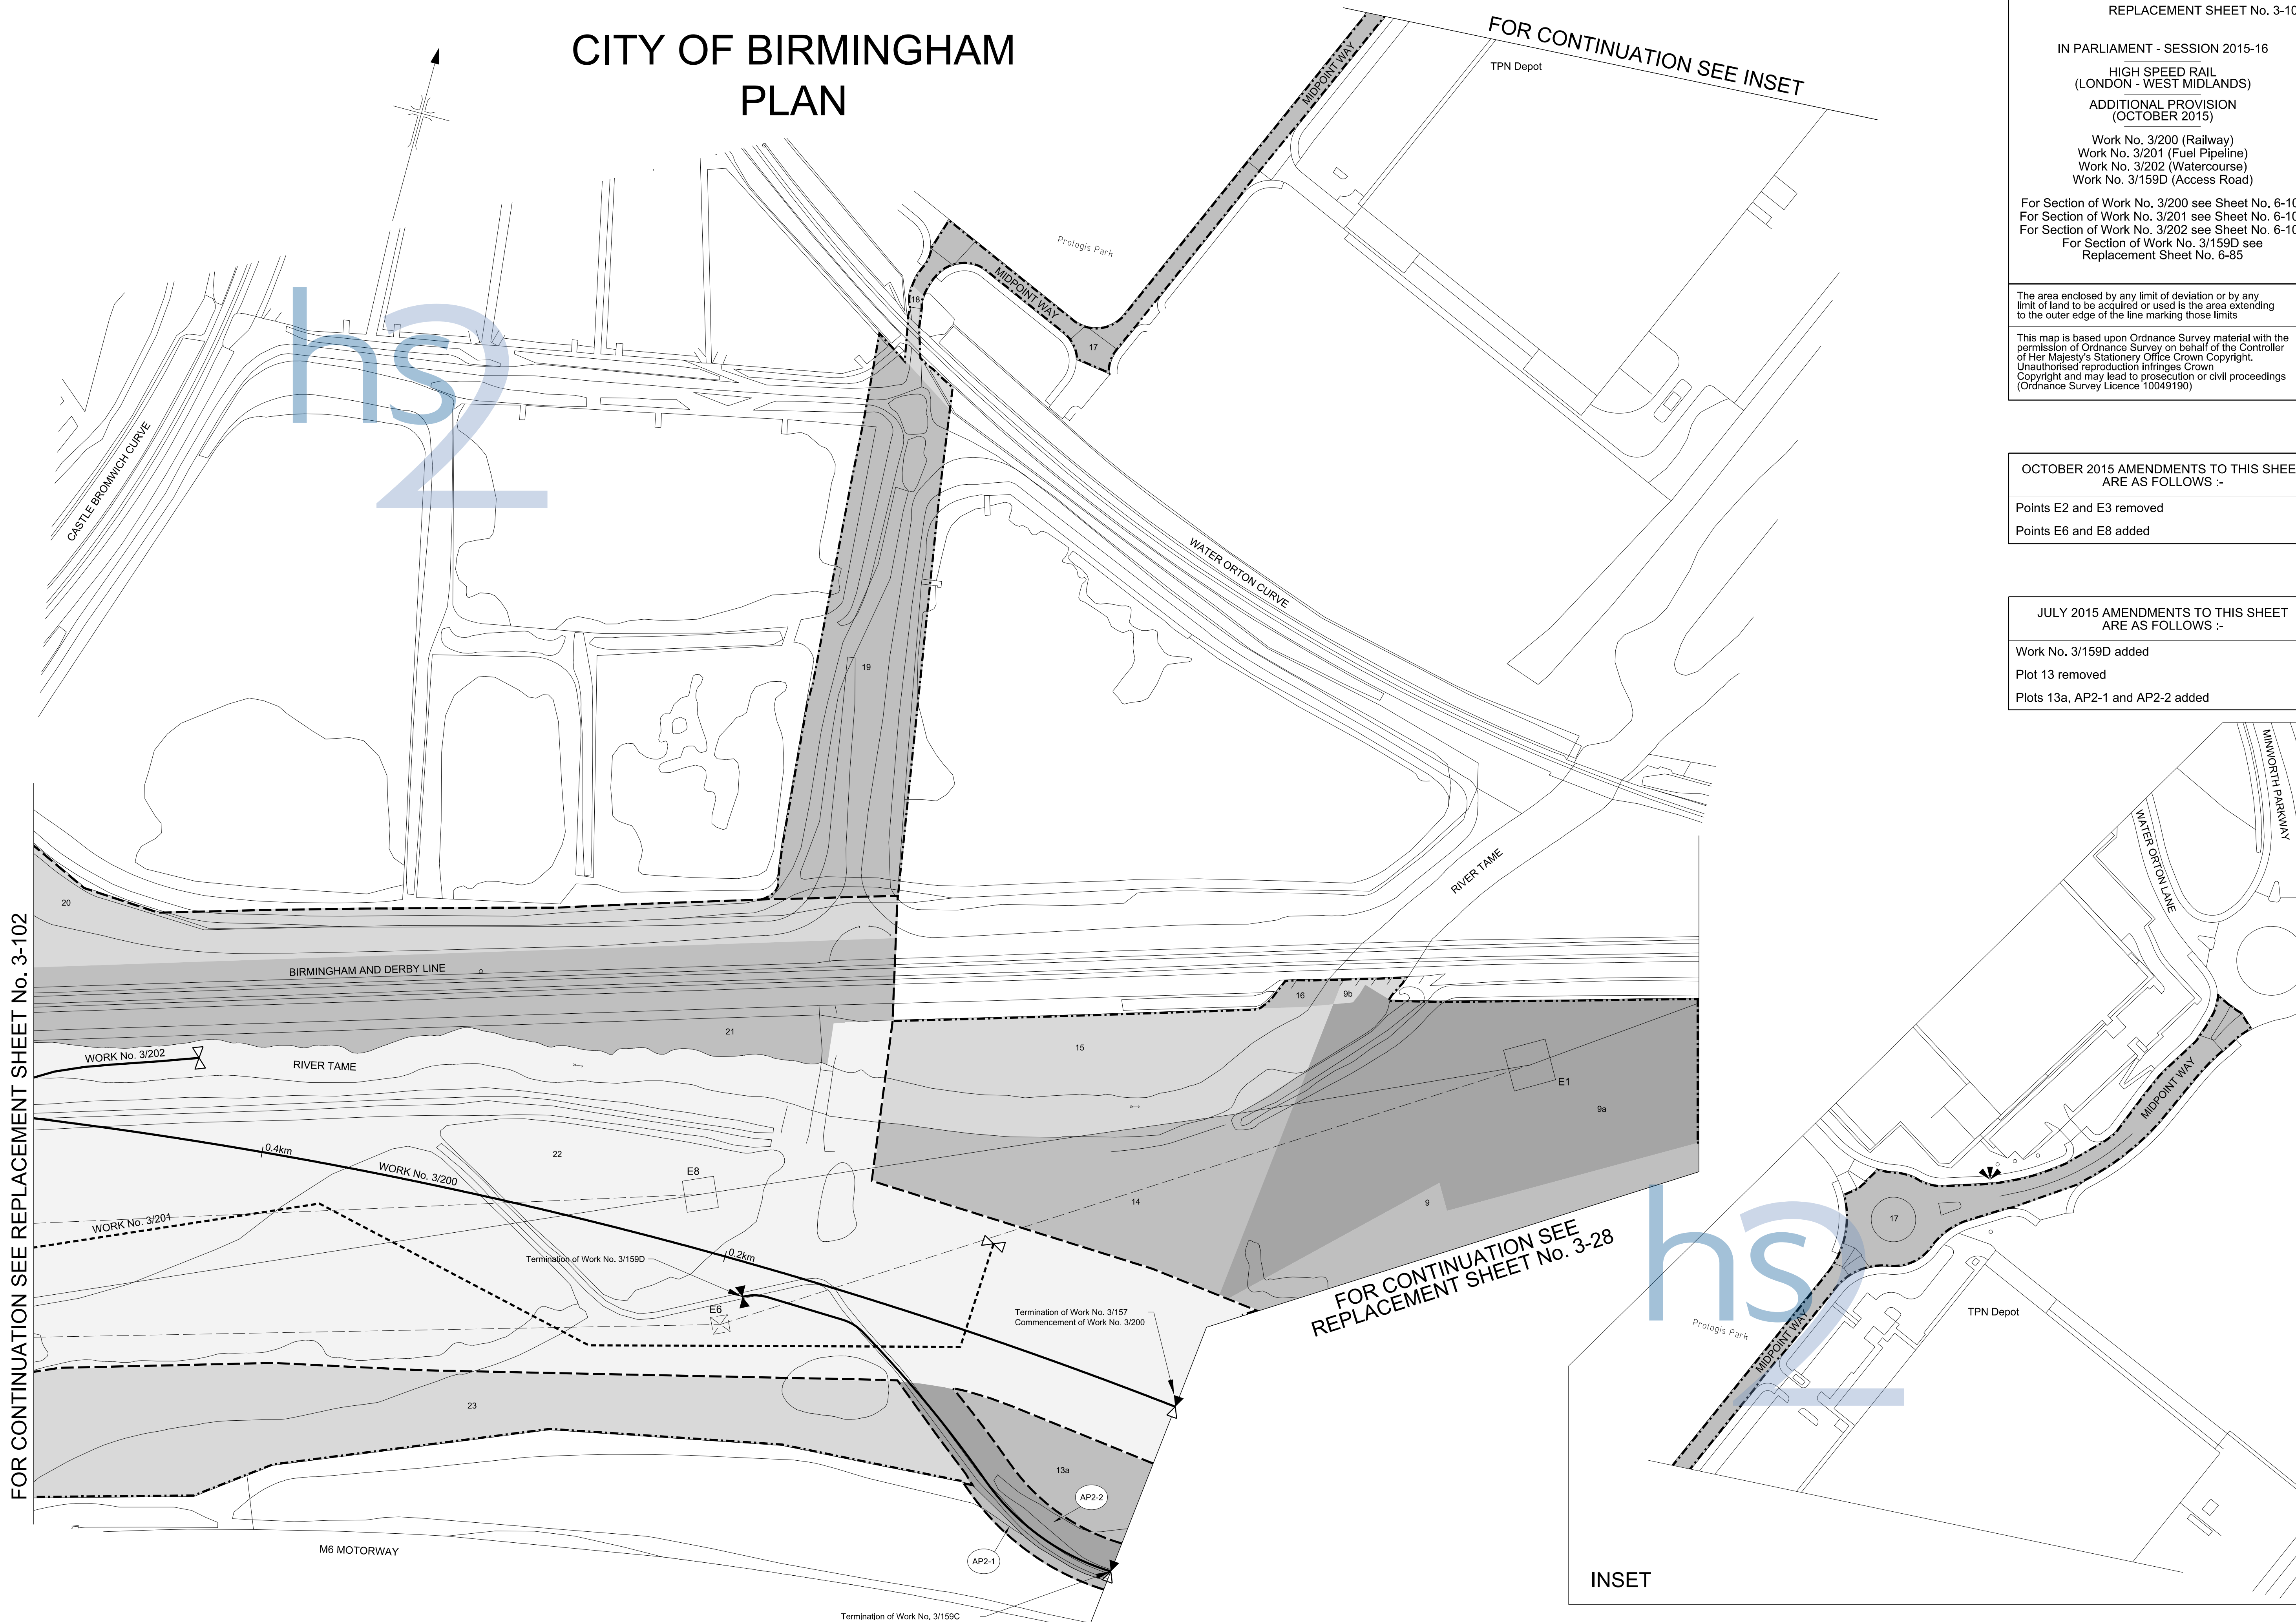 CITY OF BIRMINGHAM
PLAN
FOR CONTINUATION SEE INSET
TPN Depot
MIDPOINT WAY
Prologis Park
MIDPOINT WAY
18
17
hs2
CASTLE BROMWICH CURVE
WATER ORTON CURVE
19
RIVER TAME
20
BIRMINGHAM AND DERBY LINE
21
16
9b
15
E1
9a
WORK No. 3/202
RIVER TAME
0.4km
22
WORK No. 3/200
E8
14
9
WORK No. 3/201
0.2km
Termination of Work No. 3/159D
E6
Termination of Work No. 3/157
Commencement of Work No. 3/200
FOR CONTINUATION SEE
REPLACEMENT SHEET No. 3-28
23
13a
AP2-2
AP2-1
M6 MOTORWAY
Termination of Work No. 3/159C
FOR CONTINUATION SEE REPLACEMENT SHEET No. 3-102
REPLACEMENT SHEET No. 3-10
IN PARLIAMENT - SESSION 2015-16
HIGH SPEED RAIL
(LONDON - WEST MIDLANDS)
ADDITIONAL PROVISION
(OCTOBER 2015)
Work No. 3/200 (Railway)
Work No. 3/201 (Fuel Pipeline)
Work No. 3/202 (Watercourse)
Work No. 3/159D (Access Road)
For Section of Work No. 3/200 see Sheet No. 6-10
For Section of Work No. 3/201 see Sheet No. 6-10
For Section of Work No. 3/202 see Sheet No. 6-10
For Section of Work No. 3/159D see
Replacement Sheet No. 6-85
The area enclosed by any limit of deviation or by any
limit of land to be acquired or used is the area extending
to the outer edge of the line marking those limits
This map is based upon Ordnance Survey material with the
permission of Ordnance Survey on behalf of the Controller
of Her Majesty's Stationery Office Crown Copyright.
Unauthorised reproduction infringes Crown
Copyright and may lead to prosecution or civil proceedings
(Ordnance Survey Licence 10049190)
OCTOBER 2015 AMENDMENTS TO THIS SHEE
ARE AS FOLLOWS :-
Points E2 and E3 removed
Points E6 and E8 added
JULY 2015 AMENDMENTS TO THIS SHEET
ARE AS FOLLOWS :-
Work No. 3/159D added
Plot 13 removed
Plots 13a, AP2-1 and AP2-2 added
MINWORTH PARKWAY
WATER ORTON LANE
MIDPOINT WAY
17
hs2
TPN Depot
Prologis Park
MIDPOINT WAY
INSET